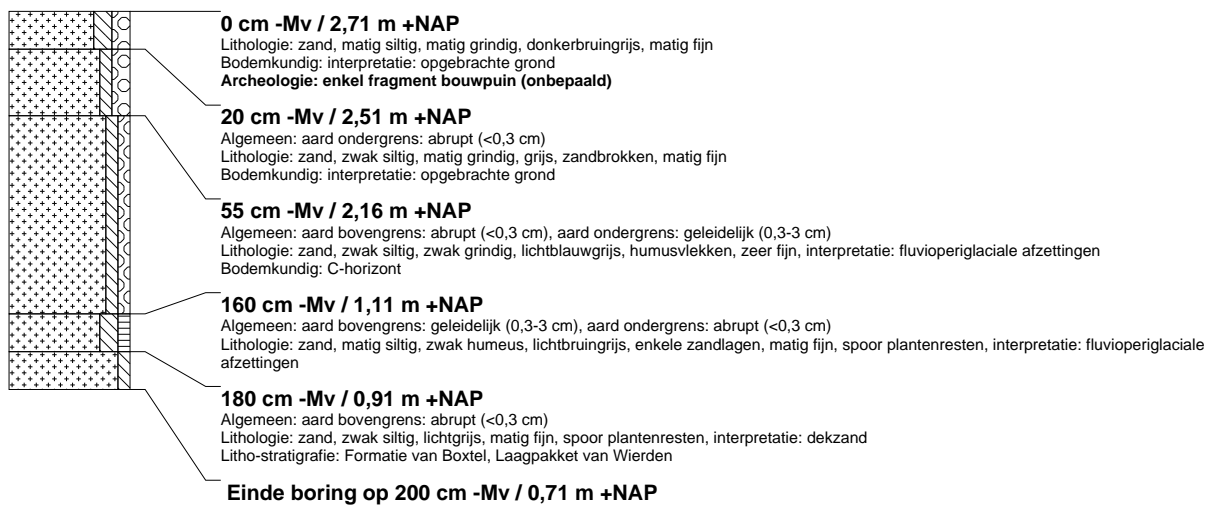 0 cm -Mv / 2,71 m +NAP
Lithologie: zand, matig siltig, matig grindig, donkerbruingrijs, matig fijn
Bodemkundig: interpretatie: opgebrachte grond
Archeologie: enkel fragment bouwpuin (onbepaald)
20 cm -Mv / 2,51 m +NAP
Algemeen: aard ondergrens: abrupt (<0,3 cm)
Lithologie: zand, zwak siltig, matig grindig, grijs, zandbrokken, matig fijn
Bodemkundig: interpretatie: opgebrachte grond
55 cm -Mv / 2,16 m +NAP
Algemeen: aard bovengrens: abrupt (<0,3 cm), aard ondergrens: geleidelijk (0,3-3 cm)
Lithologie: zand, zwak siltig, zwak grindig, lichtblauwgrijs, humusvlekken, zeer fijn, interpretatie: fluvioperiglaciale afzettingen
Bodemkundig: C-horizont
160 cm -Mv / 1,11 m +NAP
Algemeen: aard bovengrens: geleidelijk (0,3-3 cm), aard ondergrens: abrupt (<0,3 cm)
Lithologie: zand, matig siltig, zwak humeus, lichtbruingrijs, enkele zandlagen, matig fijn, spoor plantenresten, interpretatie: fluvioperiglaciale
afzettingen
180 cm -Mv / 0,91 m +NAP
Algemeen: aard bovengrens: abrupt (<0,3 cm)
Lithologie: zand, zwak siltig, lichtgrijs, matig fijn, spoor plantenresten, interpretatie: dekzand
Litho-stratigrafie: Formatie van Boxtel, Laagpakket van Wierden
Einde boring op 200 cm -Mv / 0,71 m +NAP